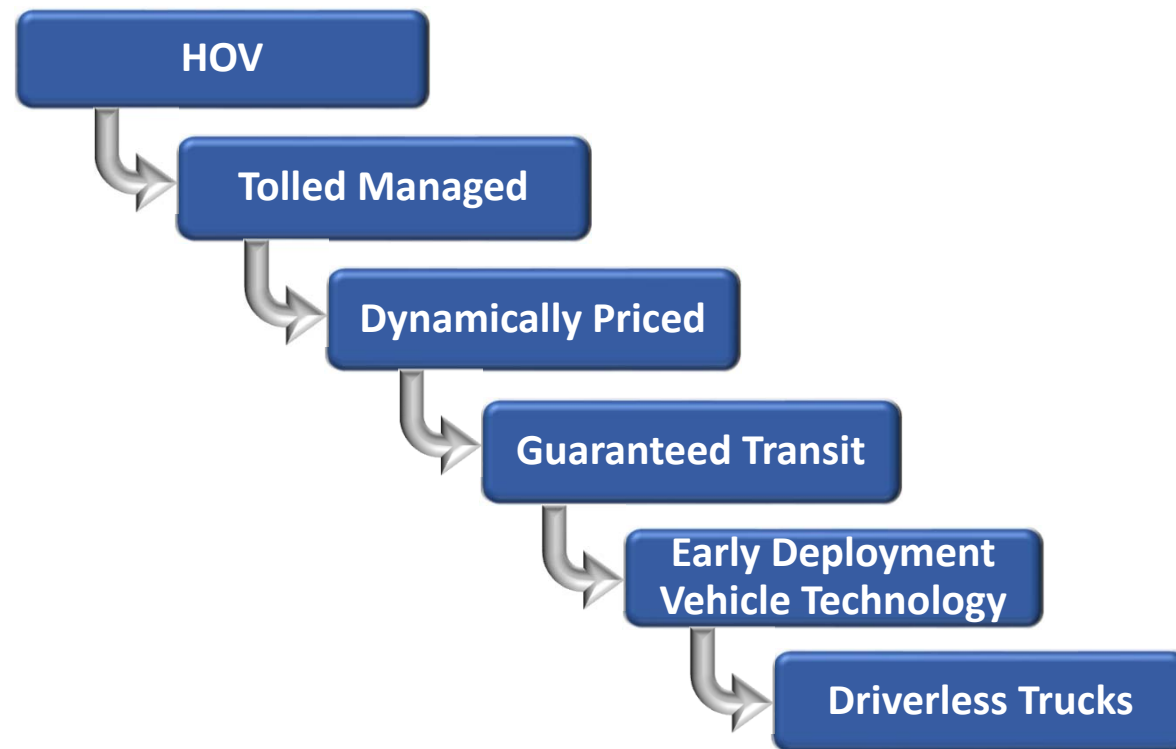 HOV
Tolled Managed
Dynamically Priced
Guaranteed Transit
Early Deployment
Vehicle Technology
Driverless Trucks